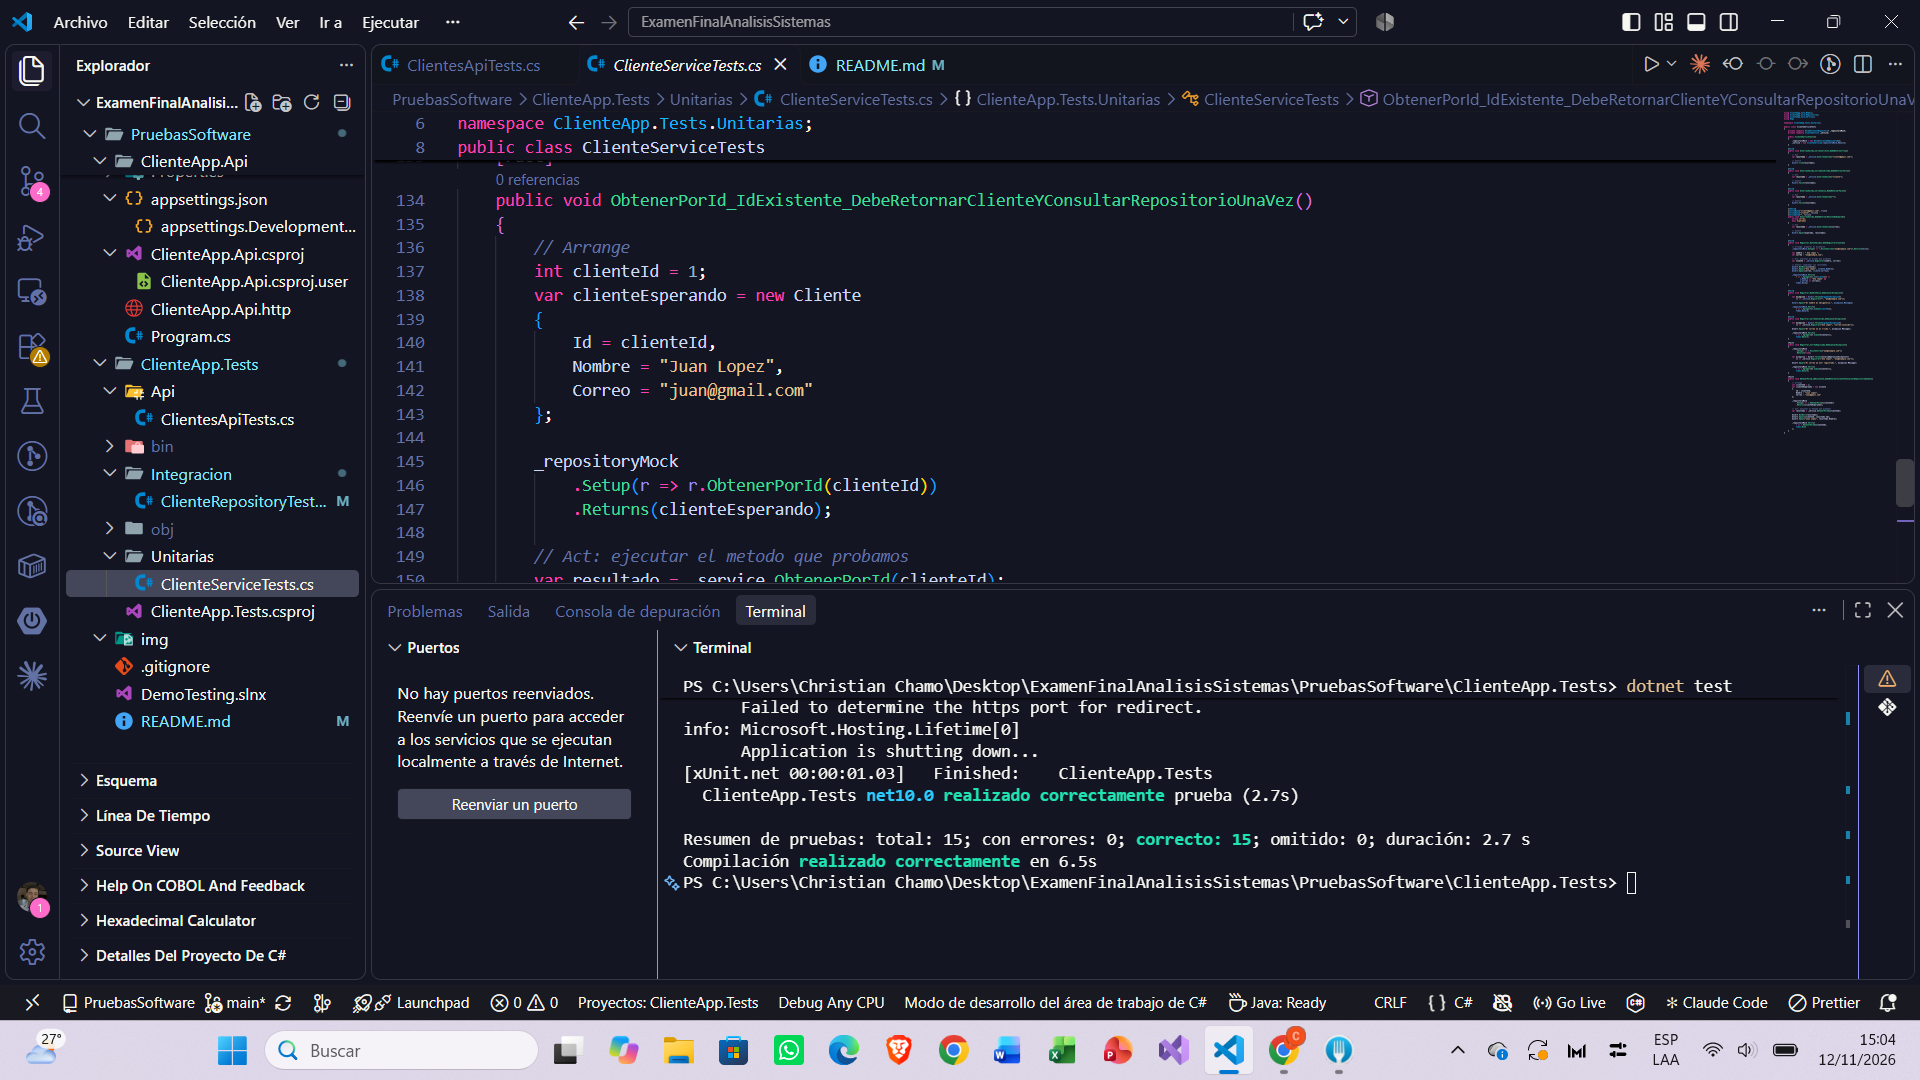 Archivo Editar Selección Ver Ir a Ejecutar ···
ExamenFinalAnalisisSistemas
Explorador
ExamenFinalAnalisi...
PruebasSoftware
ClienteApp.Api
appsettings.json
appsettings.Development...
ClienteApp.Api.csproj
ClienteApp.Api.csproj.user
ClienteApp.Api.http
Program.cs
ClienteApp.Tests
Api
ClientesApiTests.cs
bin
Integracion
ClienteRepositoryTest... M
obj
Unitarias
ClienteServiceTests.cs
ClienteApp.Tests.csproj
img
.gitignore
DemoTesting.slnx
README.md M
Esquema
Línea De Tiempo
Source View
Help On COBOL And Feedback
Hexadecimal Calculator
Detalles Del Proyecto De C#
4
1
ClientesApiTests.cs ClienteServiceTests.cs README.md M
PruebasSoftware > ClienteApp.Tests > Unitarias > ClienteServiceTests.cs > {} ClienteApp.Tests.Unitarias > ClienteServiceTests > ObtenerPorId_IdExistente_DebeRetornarClienteYConsultarRepositorioUnaV
6 namespace ClienteApp.Tests.Unitarias;
8 public class ClienteServiceTests
0 referencias
134 public void ObtenerPorId_IdExistente_DebeRetornarClienteYConsultarRepositorioUnaVez()
135 {
136 // Arrange
137 int clienteId = 1;
138 var clienteEsperando = new Cliente
139 {
140 Id = clienteId,
141 Nombre = "Juan Lopez",
142 Correo = "juan@gmail.com"
143 };
144
145 _repositoryMock
146 .Setup(r => r.ObtenerPorId(clienteId))
147 .Returns(clienteEsperando);
148
149 // Act: ejecutar el metodo que probamos
150 var resultado = _service.ObtenerPorId(clienteId);
Problemas Salida Consola de depuración Terminal
Puertos
No hay puertos reenviados.
Reenvíe un puerto para acceder
a los servicios que se ejecutan
localmente a través de Internet.
Reenviar un puerto
Terminal
PS C:\Users\Christian Chamo\Desktop\ExamenFinalAnalisisSistemas\PruebasSoftware\ClienteApp.Tests> dotnet test
Failed to determine the https port for redirect.
info: Microsoft.Hosting.Lifetime[0]
Application is shutting down...
[xUnit.net 00:00:01.03] Finished: ClienteApp.Tests
ClienteApp.Tests net10.0 realizado correctamente prueba (2.7s)
Resumen de pruebas: total: 15; con errores: 0; correcto: 15; omitido: 0; duración: 2.7 s
Compilación realizado correctamente en 6.5s
PS C:\Users\Christian Chamo\Desktop\ExamenFinalAnalisisSistemas\PruebasSoftware\ClienteApp.Tests>
PruebasSoftware main* Launchpad 0 0 Proyectos: ClienteApp.Tests Debug Any CPU Modo de desarrollo del área de trabajo de C# Java: Ready CRLF {} C# Go Live Claude Code Prettier
27°
Buscar
ESP
LAA
15:04
12/11/2026